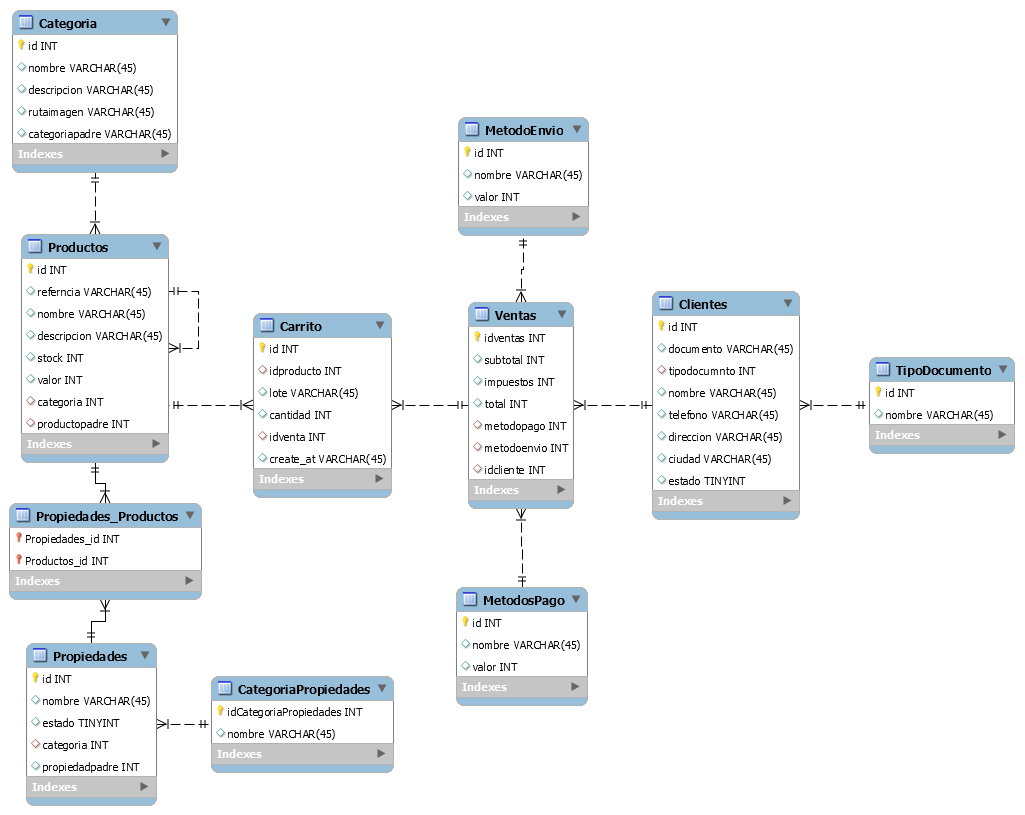 Categoria
id INT
nombre VARCHAR(45)
descripcion VARCHAR(45)
rutaimagen VARCHAR(45)
categoriapadre VARCHAR(45)
Indexes
Productos
id INT
referncia VARCHAR(45)
nombre VARCHAR(45)
descripcion VARCHAR(45)
stock INT
valor INT
categoria INT
productopadre INT
Indexes
Propiedades_Productos
Propiedades_id INT
Productos_id INT
Indexes
Propiedades
id INT
nombre VARCHAR(45)
estado TINYINT
categoria INT
propiedadpadre INT
Indexes
CategoriaPropiedades
idCategoriaPropiedades INT
nombre VARCHAR(45)
Indexes
Carrito
id INT
idproducto INT
lote VARCHAR(45)
cantidad INT
idventa INT
create_at VARCHAR(45)
Indexes
MetodoEnvio
id INT
nombre VARCHAR(45)
valor INT
Indexes
Ventas
idventas INT
subtotal INT
impuestos INT
total INT
metodopago INT
metodoenvio INT
idcliente INT
Indexes
MetodosPago
id INT
nombre VARCHAR(45)
valor INT
Indexes
Clientes
id INT
documento VARCHAR(45)
tipodocumnto INT
nombre VARCHAR(45)
telefono VARCHAR(45)
direccion VARCHAR(45)
ciudad VARCHAR(45)
estado TINYINT
Indexes
TipoDocumento
id INT
nombre VARCHAR(45)
Indexes